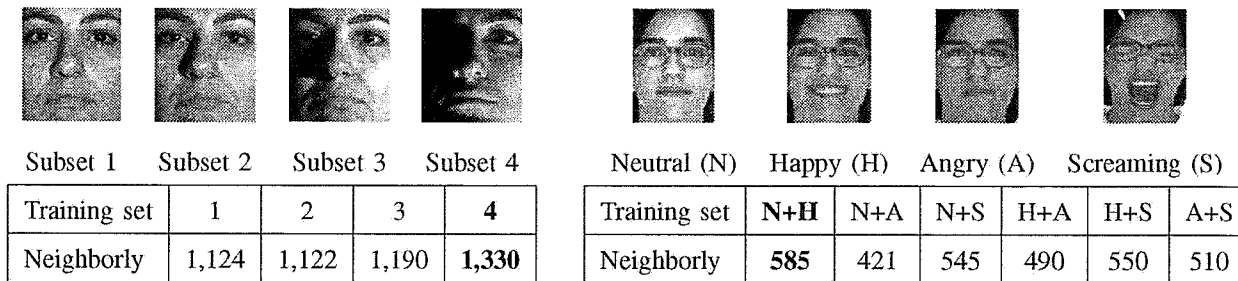 Subset 1 Subset 2 Subset 3 Subset 4
Training set 1 2 3 4
Neighborly 1,124 1,122 1,190 1,330
Neutral (N) Happy (H) Angry (A) Screaming (S)
Training set N+H N+A N+S H+A H+S A+S
Neighborly 585 421 545 490 550 510